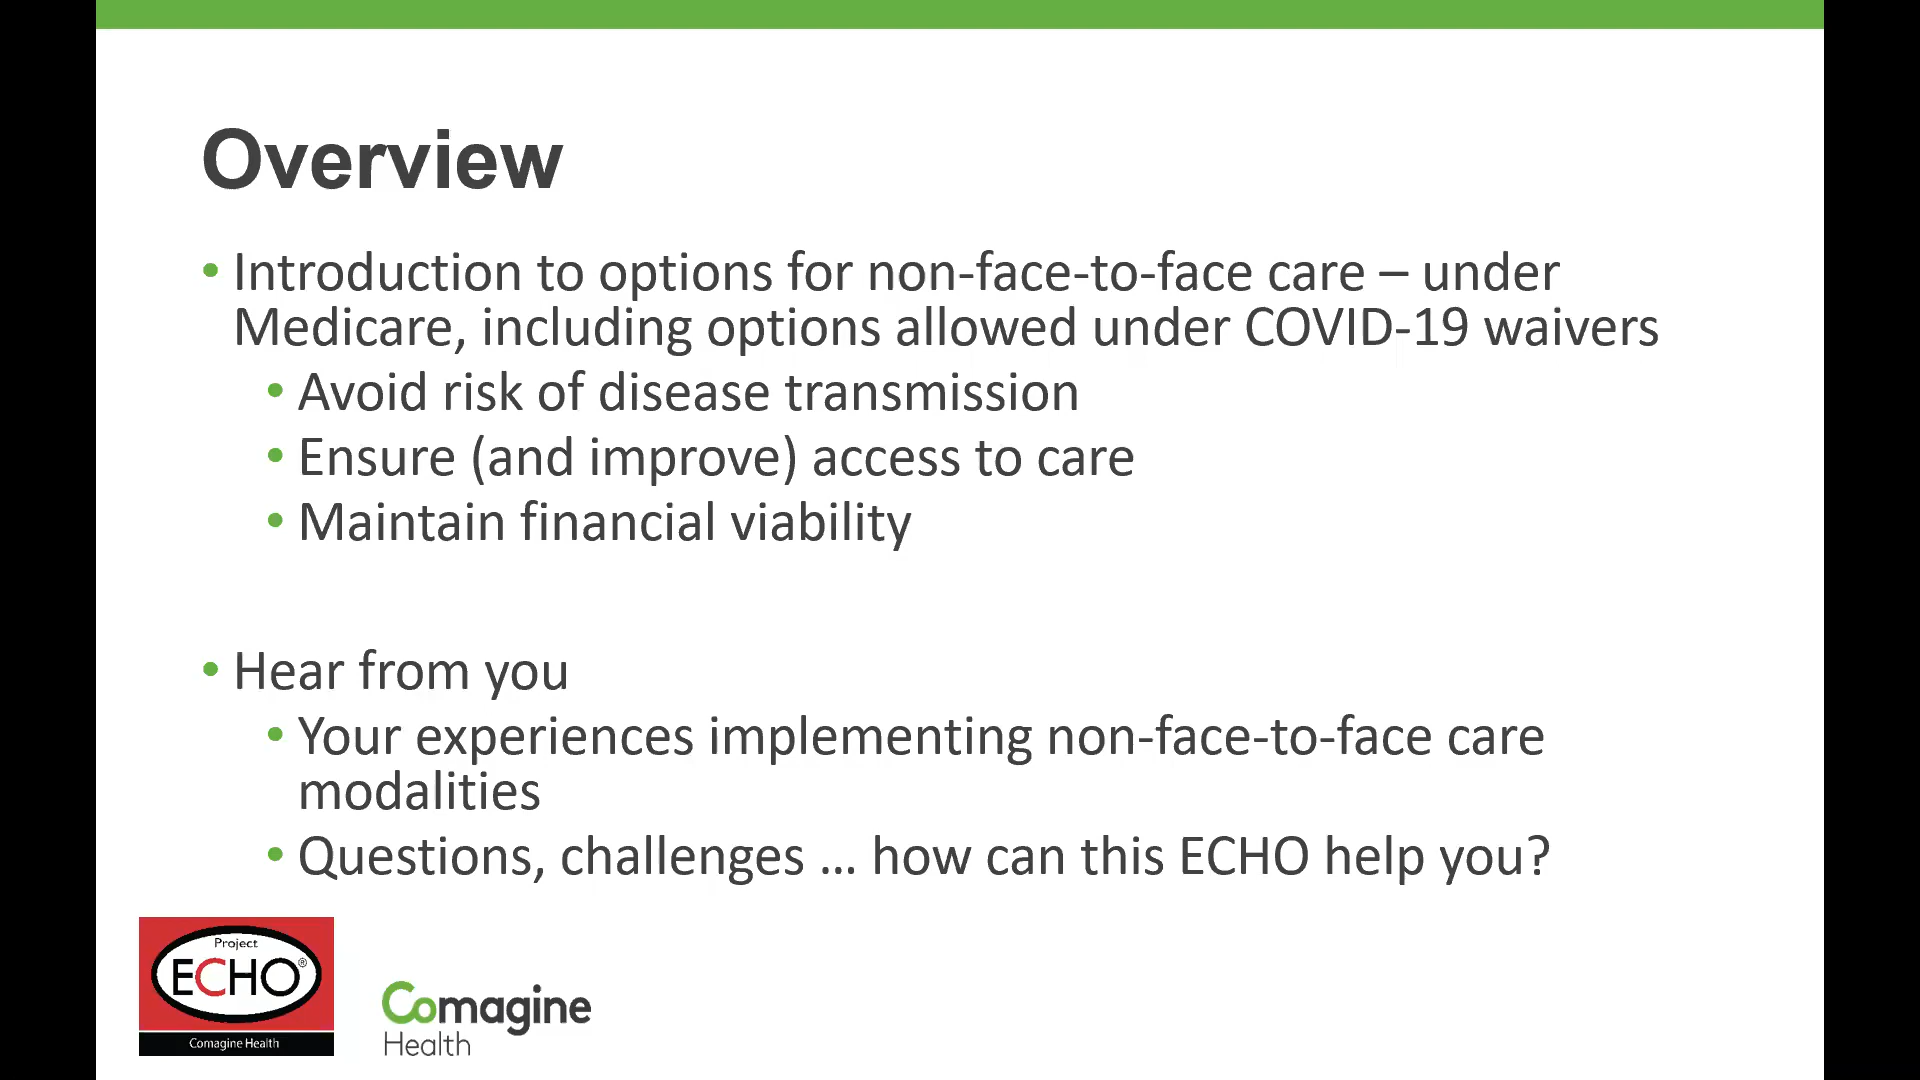 Overview
• Introduction to options for non-face-to-face care – under
Medicare, including options allowed under COVID-19 waivers
• Avoid risk of disease transmission
• Ensure (and improve) access to care
• Maintain financial viability
• Hear from you
• Your experiences implementing non-face-to-face care
modalities
• Questions, challenges ... how can this ECHO help you?
Project
ECHO®
Comagine Health
Comagine
Health